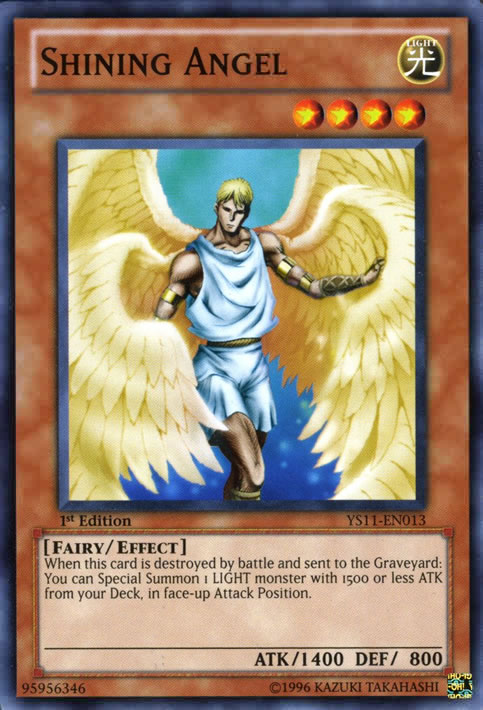 SHINING ANGEL
LIGHT
光
1st Edition
YS11-EN013
[FAIRY/EFFECT]
When this card is destroyed by battle and sent to the Graveyard:
You can Special Summon 1 LIGHT monster with 1500 or less ATK
from your Deck, in face-up Attack Position.
ATK/1400 DEF/ 800
95956346
©1996 KAZUKI TAKAHASHI